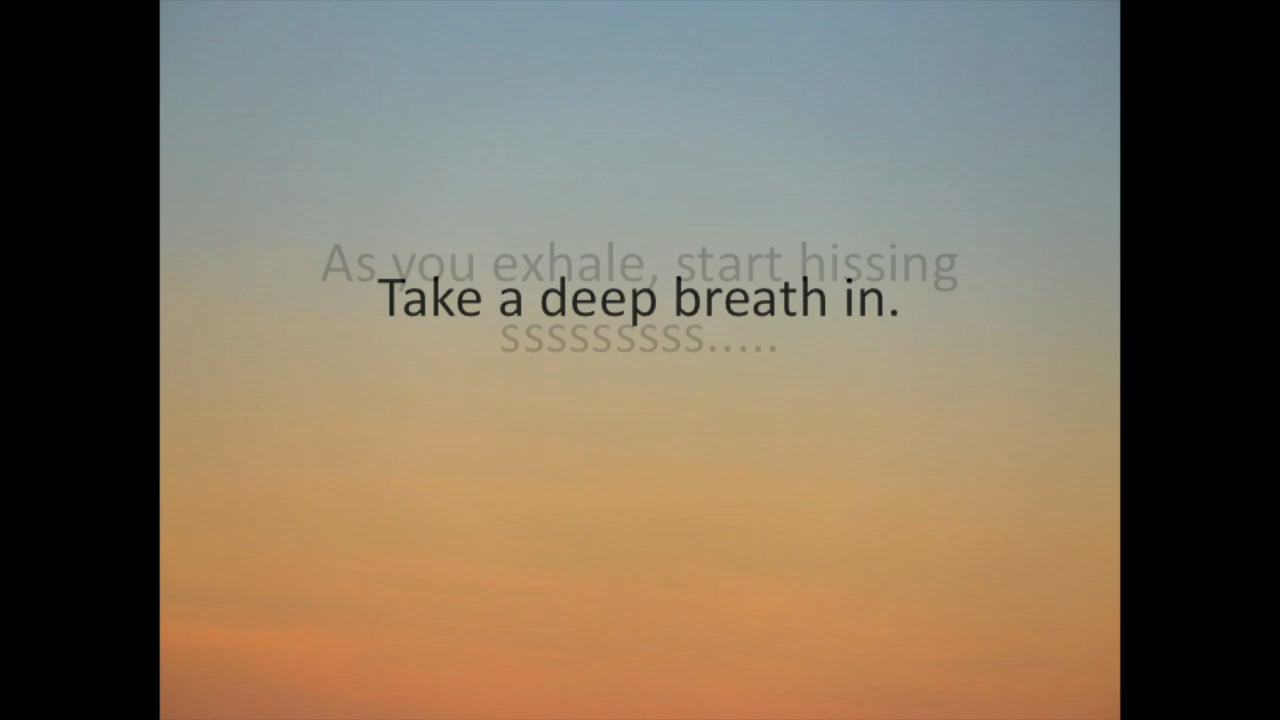 As you exhale, start hissing
Take a deep breath in.
sssssssss.....